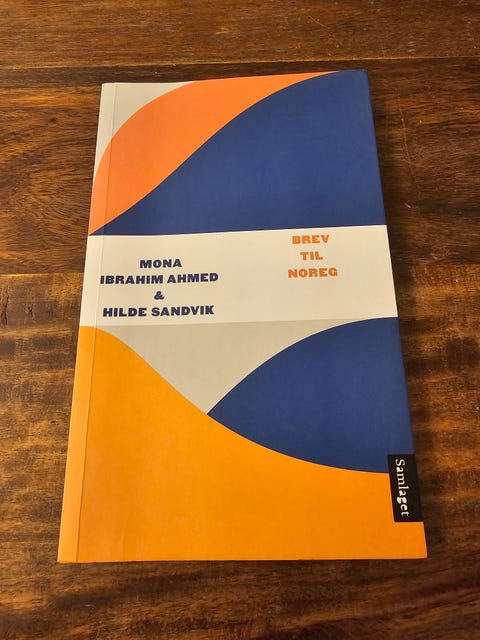 MONA
IBRAHIM AHMED
&
HILDE SANDVIK
BREV
TIL
NOREG
Samlaget